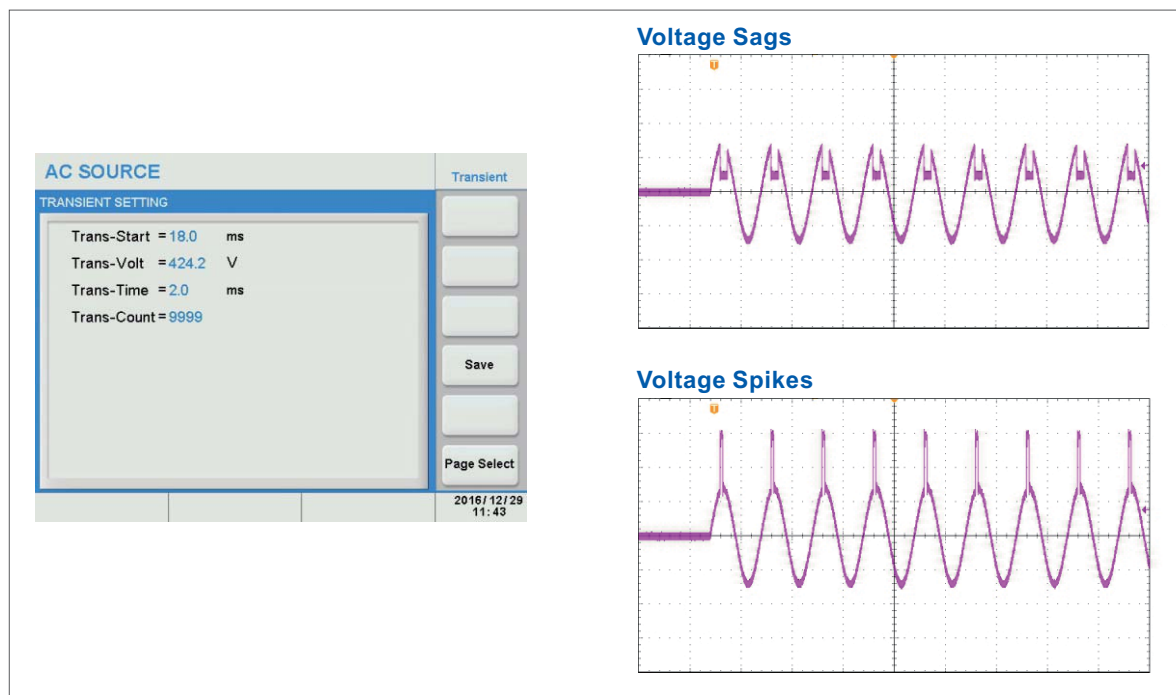 AC SOURCE
Transient
TRANSIENT SETTING
Trans-Start = 18.0 ms
Trans-Volt = 424.2 V
Trans-Time = 2.0 ms
Trans-Count = 9999
Save
Page Select
2016/12/29
11:43
Voltage Sags
T
Voltage Spikes
T